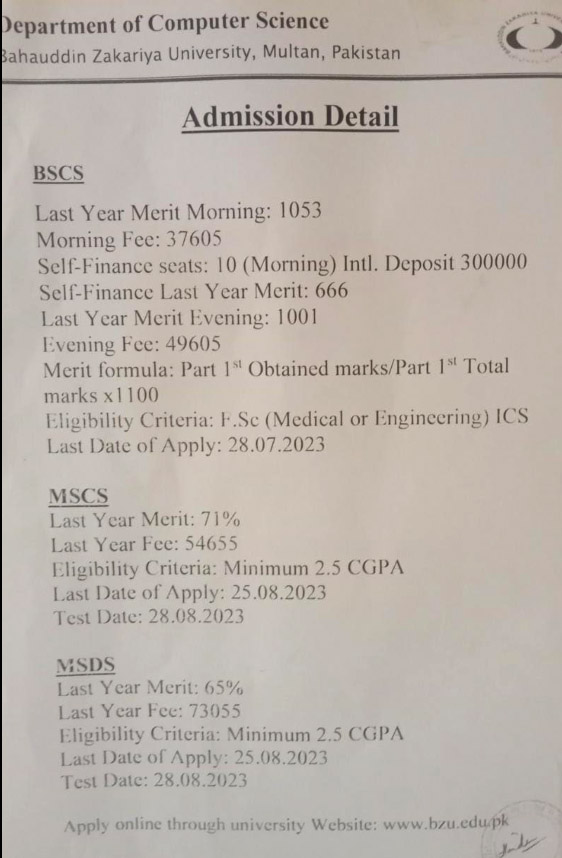 Department of Computer Science
Bahauddin Zakariya University, Multan, Pakistan
Admission Detail
BSCS
Last Year Merit Morning: 1053
Morning Fee: 37605
Self-Finance seats: 10 (Morning) Intl. Deposit 300000
Self-Finance Last Year Merit: 666
Last Year Merit Evening: 1001
Evening Fee: 49605
Merit formula: Part 1st Obtained marks/Part 1st Total
marks x1100
Eligibility Criteria: F.Sc (Medical or Engineering) ICS
Last Date of Apply: 28.07.2023
MSCS
Last Year Merit: 71%
Last Year Fee: 54655
Eligibility Criteria: Minimum 2.5 CGPA
Last Date of Apply: 25.08.2023
Test Date: 28.08.2023
MSDS
Last Year Merit: 65%
Last Year Fee: 73055
Eligibility Criteria: Minimum 2.5 CGPA
Last Date of Apply: 25.08.2023
Test Date: 28.08.2023
Apply online through university Website: www.bzu.edu/pk